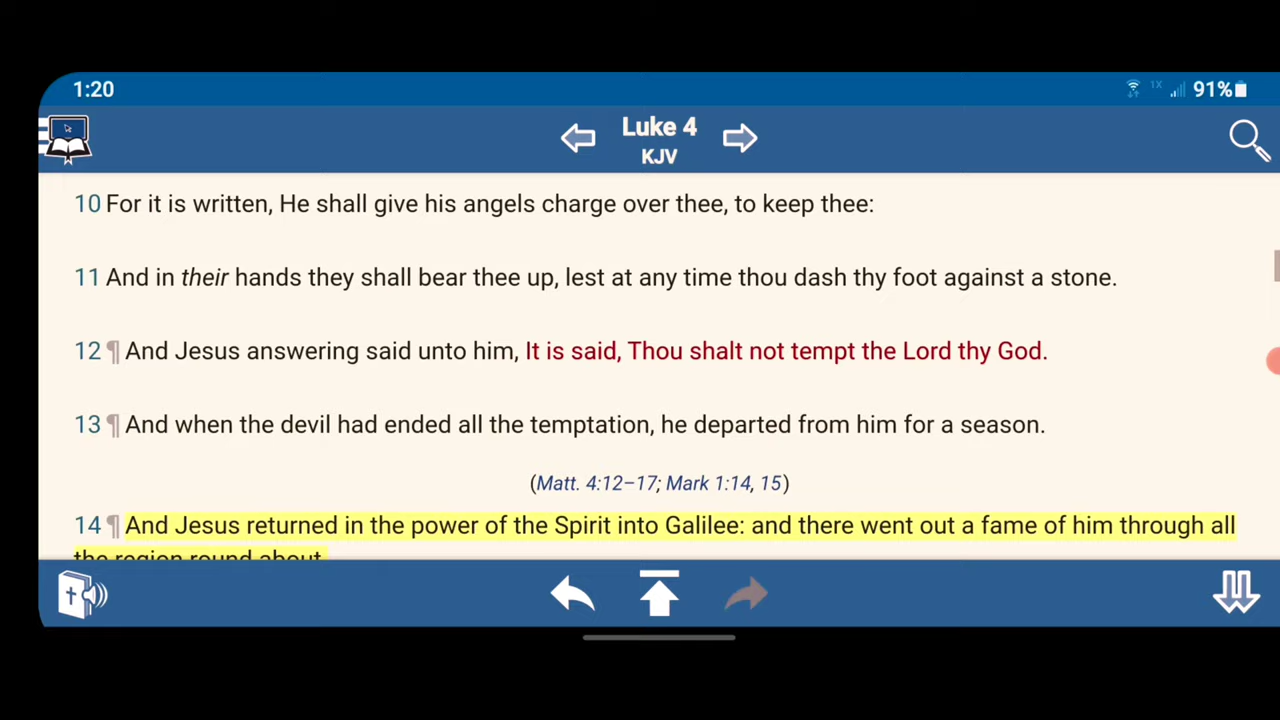 1:20
1X 91%
Luke 4
KJV
10 For it is written, He shall give his angels charge over thee, to keep thee:
11 And in their hands they shall bear thee up, lest at any time thou dash thy foot against a stone.
12 ¶ And Jesus answering said unto him, It is said, Thou shalt not tempt the Lord thy God.
13 ¶ And when the devil had ended all the temptation, he departed from him for a season.
(Matt. 4:12–17; Mark 1:14, 15)
14 ¶ And Jesus returned in the power of the Spirit into Galilee: and there went out a fame of him through all
the region round about.